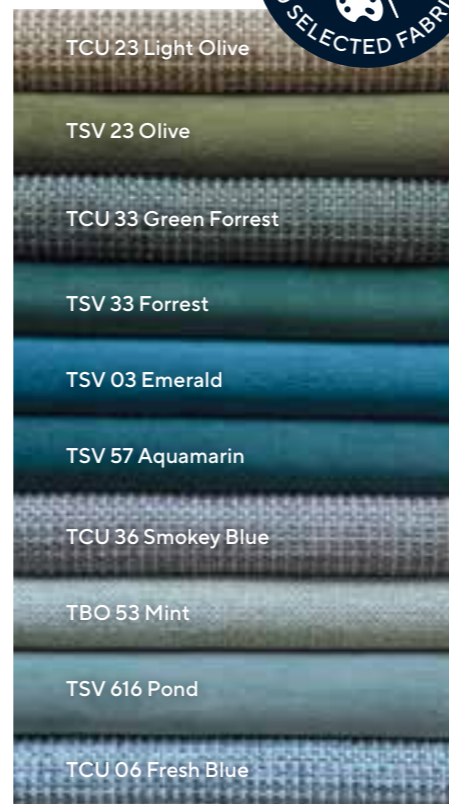 SELECTED
TCU 23 Light Olive
TSV 23 Olive
TCU 33 Green Forrest
TSV 33 Forrest
TSV 03 Emerald
TSV 57 Aquamarin
TCU 36 Smokey Blue
TBO 53 Mint
TSV 616 Pond
TCU 06 Fresh Blue